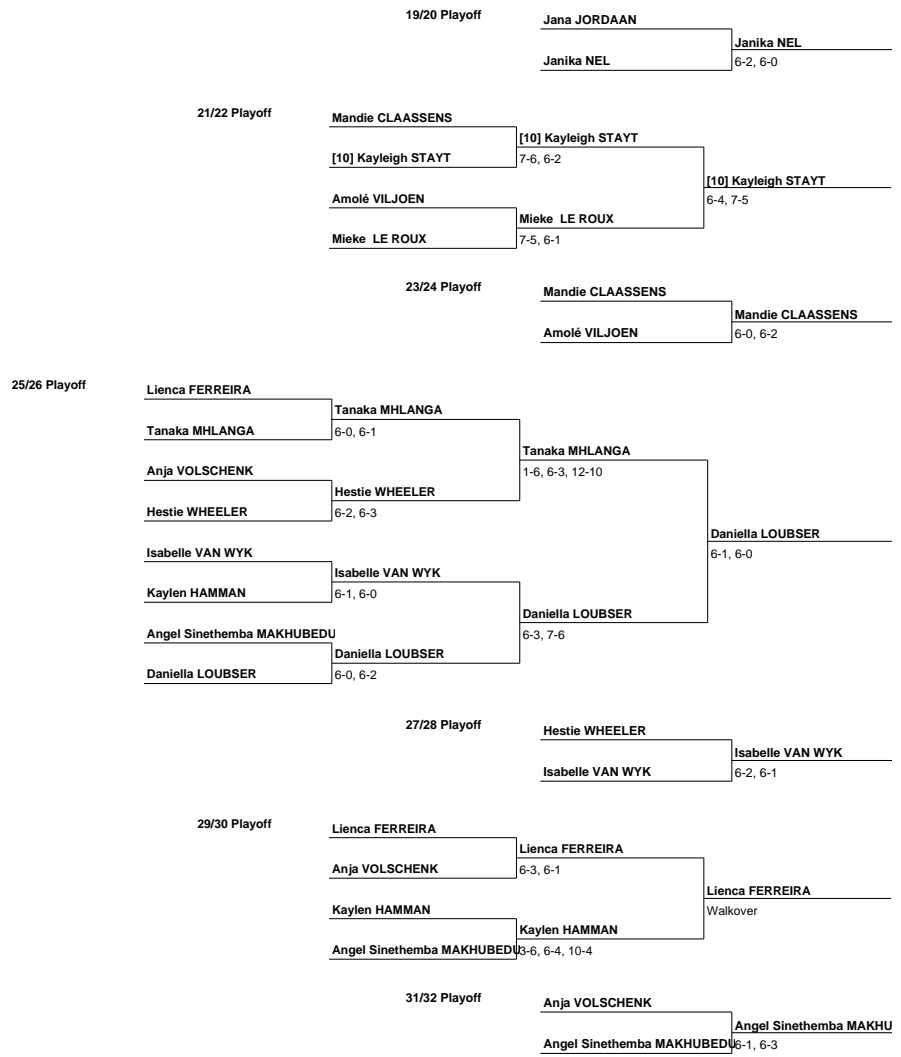 19/20 Playoff
Jana JORDAAN
Janika NEL
Janika NEL
6-2, 6-0
21/22 Playoff
Mandie CLAASSENS
[10] Kayleigh STAYT
[10] Kayleigh STAYT
7-6, 6-2
[10] Kayleigh STAYT
6-4, 7-5
Amolé VILJOEN
Mieke LE ROUX
Mieke LE ROUX
7-5, 6-1
23/24 Playoff
Mandie CLAASSENS
Mandie CLAASSENS
Amolé VILJOEN
6-0, 6-2
25/26 Playoff
Lienca FERREIRA
Tanaka MHLANGA
Tanaka MHLANGA
6-0, 6-1
Tanaka MHLANGA
1-6, 6-3, 12-10
Anja VOLSCHENK
Hestie WHEELER
Hestie WHEELER
6-2, 6-3
Daniella LOUBSER
6-1, 6-0
Isabelle VAN WYK
Isabelle VAN WYK
Kaylen HAMMAN
6-1, 6-0
Daniella LOUBSER
6-3, 7-6
Angel Sinethemba MAKHUBEDU
Daniella LOUBSER
Daniella LOUBSER
6-0, 6-2
27/28 Playoff
Hestie WHEELER
Isabelle VAN WYK
Isabelle VAN WYK
6-2, 6-1
29/30 Playoff
Lienca FERREIRA
Lienca FERREIRA
Anja VOLSCHENK
6-3, 6-1
Lienca FERREIRA
Walkover
Kaylen HAMMAN
Kaylen HAMMAN
Angel Sinethemba MAKHUBEDU
3-6, 6-4, 10-4
31/32 Playoff
Anja VOLSCHENK
Angel Sinethemba MAKHU
Angel Sinethemba MAKHUBEDU
6-1, 6-3